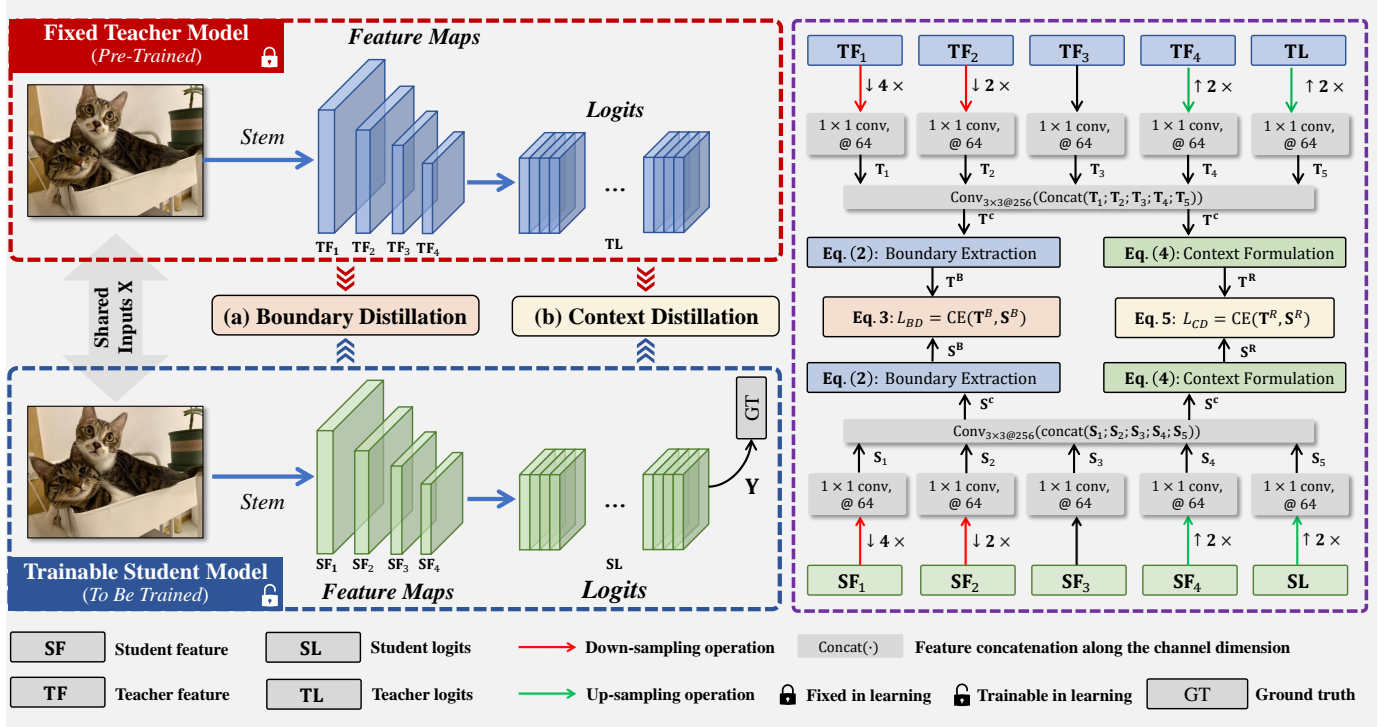 Fixed Teacher Model
(Pre-Trained)
Feature Maps
Stem
Logits
...
TF₁ TF₂ TF₃ TF₄
TL
Shared
Inputs X
(a) Boundary Distillation
(b) Context Distillation
GT
Stem
...
Y
SF₁ SF₂ SF₃ SF₄
SL
Feature Maps
Logits
Trainable Student Model
(To Be Trained)
TF₁ TF₂ TF₃ TF₄ TL
↓ 4 × ↓ 2 × ↑ 2 × ↑ 2 ×
1 × 1 conv, 1 × 1 conv, 1 × 1 conv, 1 × 1 conv, 1 × 1 conv,
@ 64 @ 64 @ 64 @ 64 @ 64
T₁ T₂ T₃ T₄ T₅
Conv₃ₓ₃@₂₅₆(Concat(T₁; T₂; T₃; T₄; T₅))
Tᶜ Tᶜ
Eq. (2): Boundary Extraction Eq. (4): Context Formulation
Tᴮ Tᴿ
Eq. 3: L_BD = CE(Tᴮ, Sᴮ) Eq. 5: L_CD = CE(Tᴿ, Sᴿ)
Sᴮ Sᴿ
Eq. (2): Boundary Extraction Eq. (4): Context Formulation
Sᶜ Sᶜ
Conv₃ₓ₃@₂₅₆(concat(S₁; S₂; S₃; S₄; S₅))
S₁ S₂ S₃ S₄ S₅
1 × 1 conv, 1 × 1 conv, 1 × 1 conv, 1 × 1 conv, 1 × 1 conv,
@ 64 @ 64 @ 64 @ 64 @ 64
↓ 4 × ↓ 2 × ↑ 2 × ↑ 2 ×
SF₁ SF₂ SF₃ SF₄ SL
SF Student feature SL Student logits Down-sampling operation Concat(·) Feature concatenation along the channel dimension
TF Teacher feature TL Teacher logits Up-sampling operation Fixed in learning Trainable in learning GT Ground truth